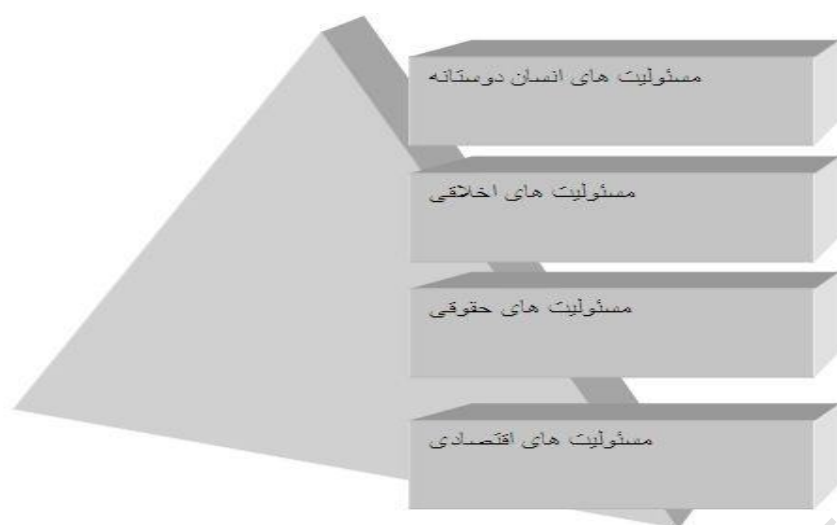 مسئولیت های انسان دوستانه
مسئولیت های اخلاقی
مسئولیت های حقوقی
مسئولیت های اقتصادی